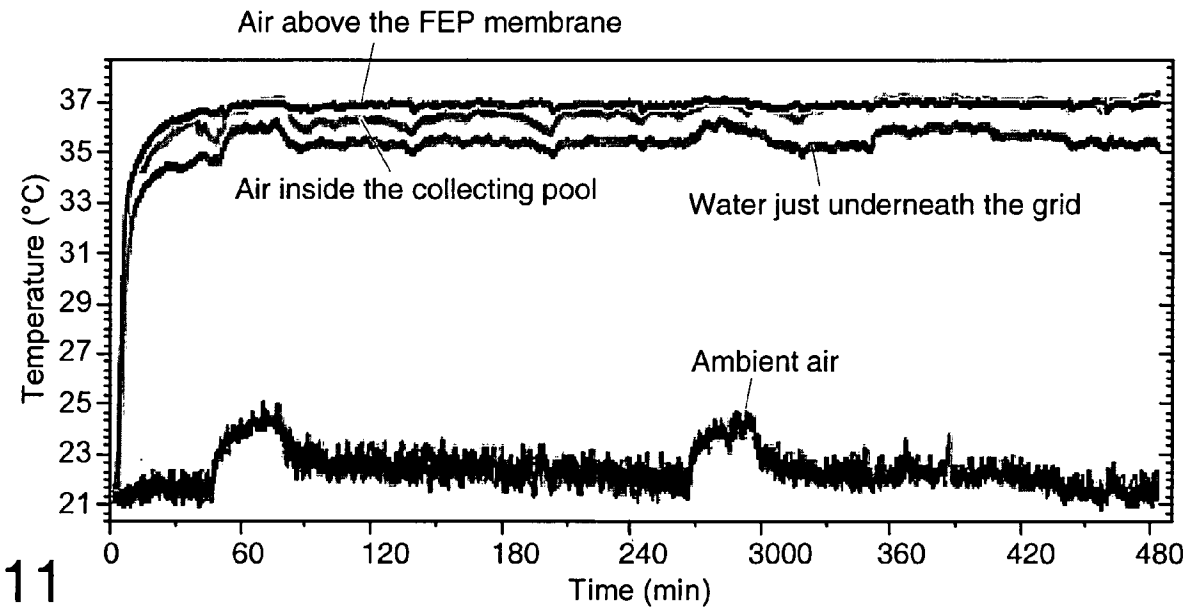 Air above the FEP membrane
37
35
33
31
29
27
25
23
21
Temperature (°C)
Air inside the collecting pool
Water just underneath the grid
Ambient air
0 60 120 180 240 3000 360 420 480
Time (min)
11